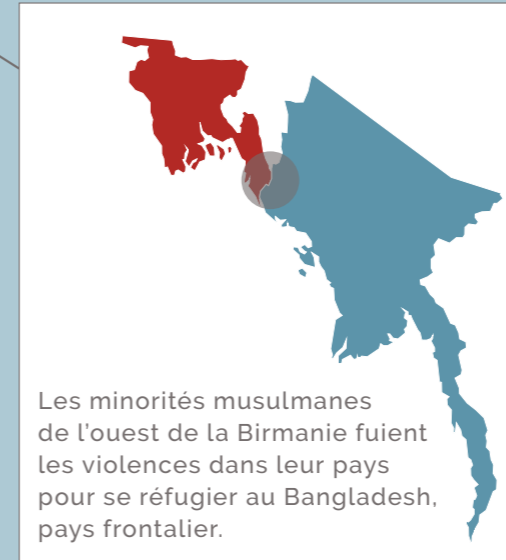 Les minorités musulmanes
de l’ouest de la Birmanie fuient
les violences dans leur pays
pour se réfugier au Bangladesh,
pays frontalier.